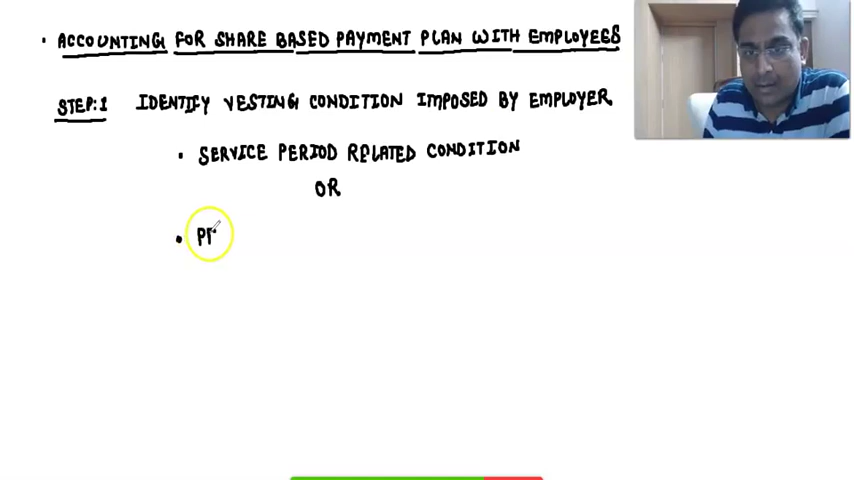 • ACCOUNTING FOR SHARE BASED PAYMENT PLAN WITH EMPLOYEES
STEP:1 IDENTIFY VESTING CONDITION IMPOSED BY EMPLOYER
• SERVICE PERIOD RELATED CONDITION
OR
•